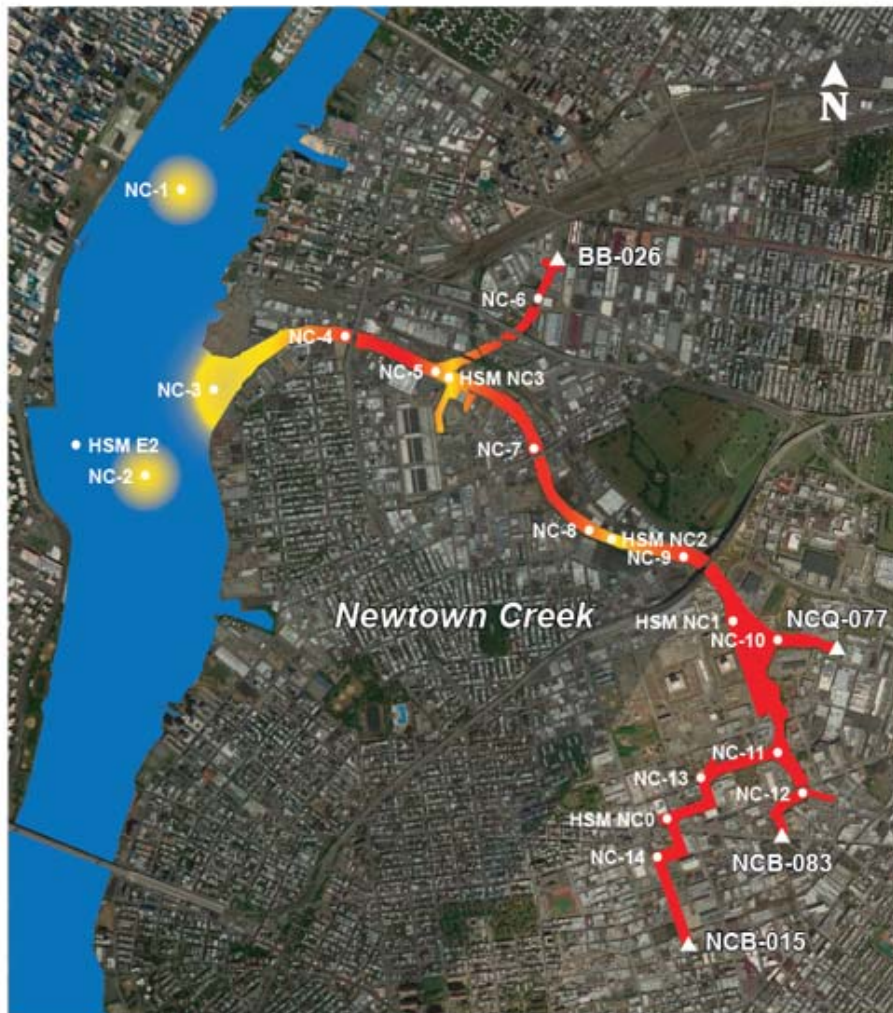 N
NC-1
BB-026
NC-6
NC-4
NC-5
HSM NC3
NC-3
HSM E2
NC-2
NC-7
NC-8
HSM NC2
NC-9
Newtown Creek
HSM NC1
NCQ-077
NC-10
NC-11
NC-13
NC-12
HSM NC0
NCB-083
NC-14
NCB-015